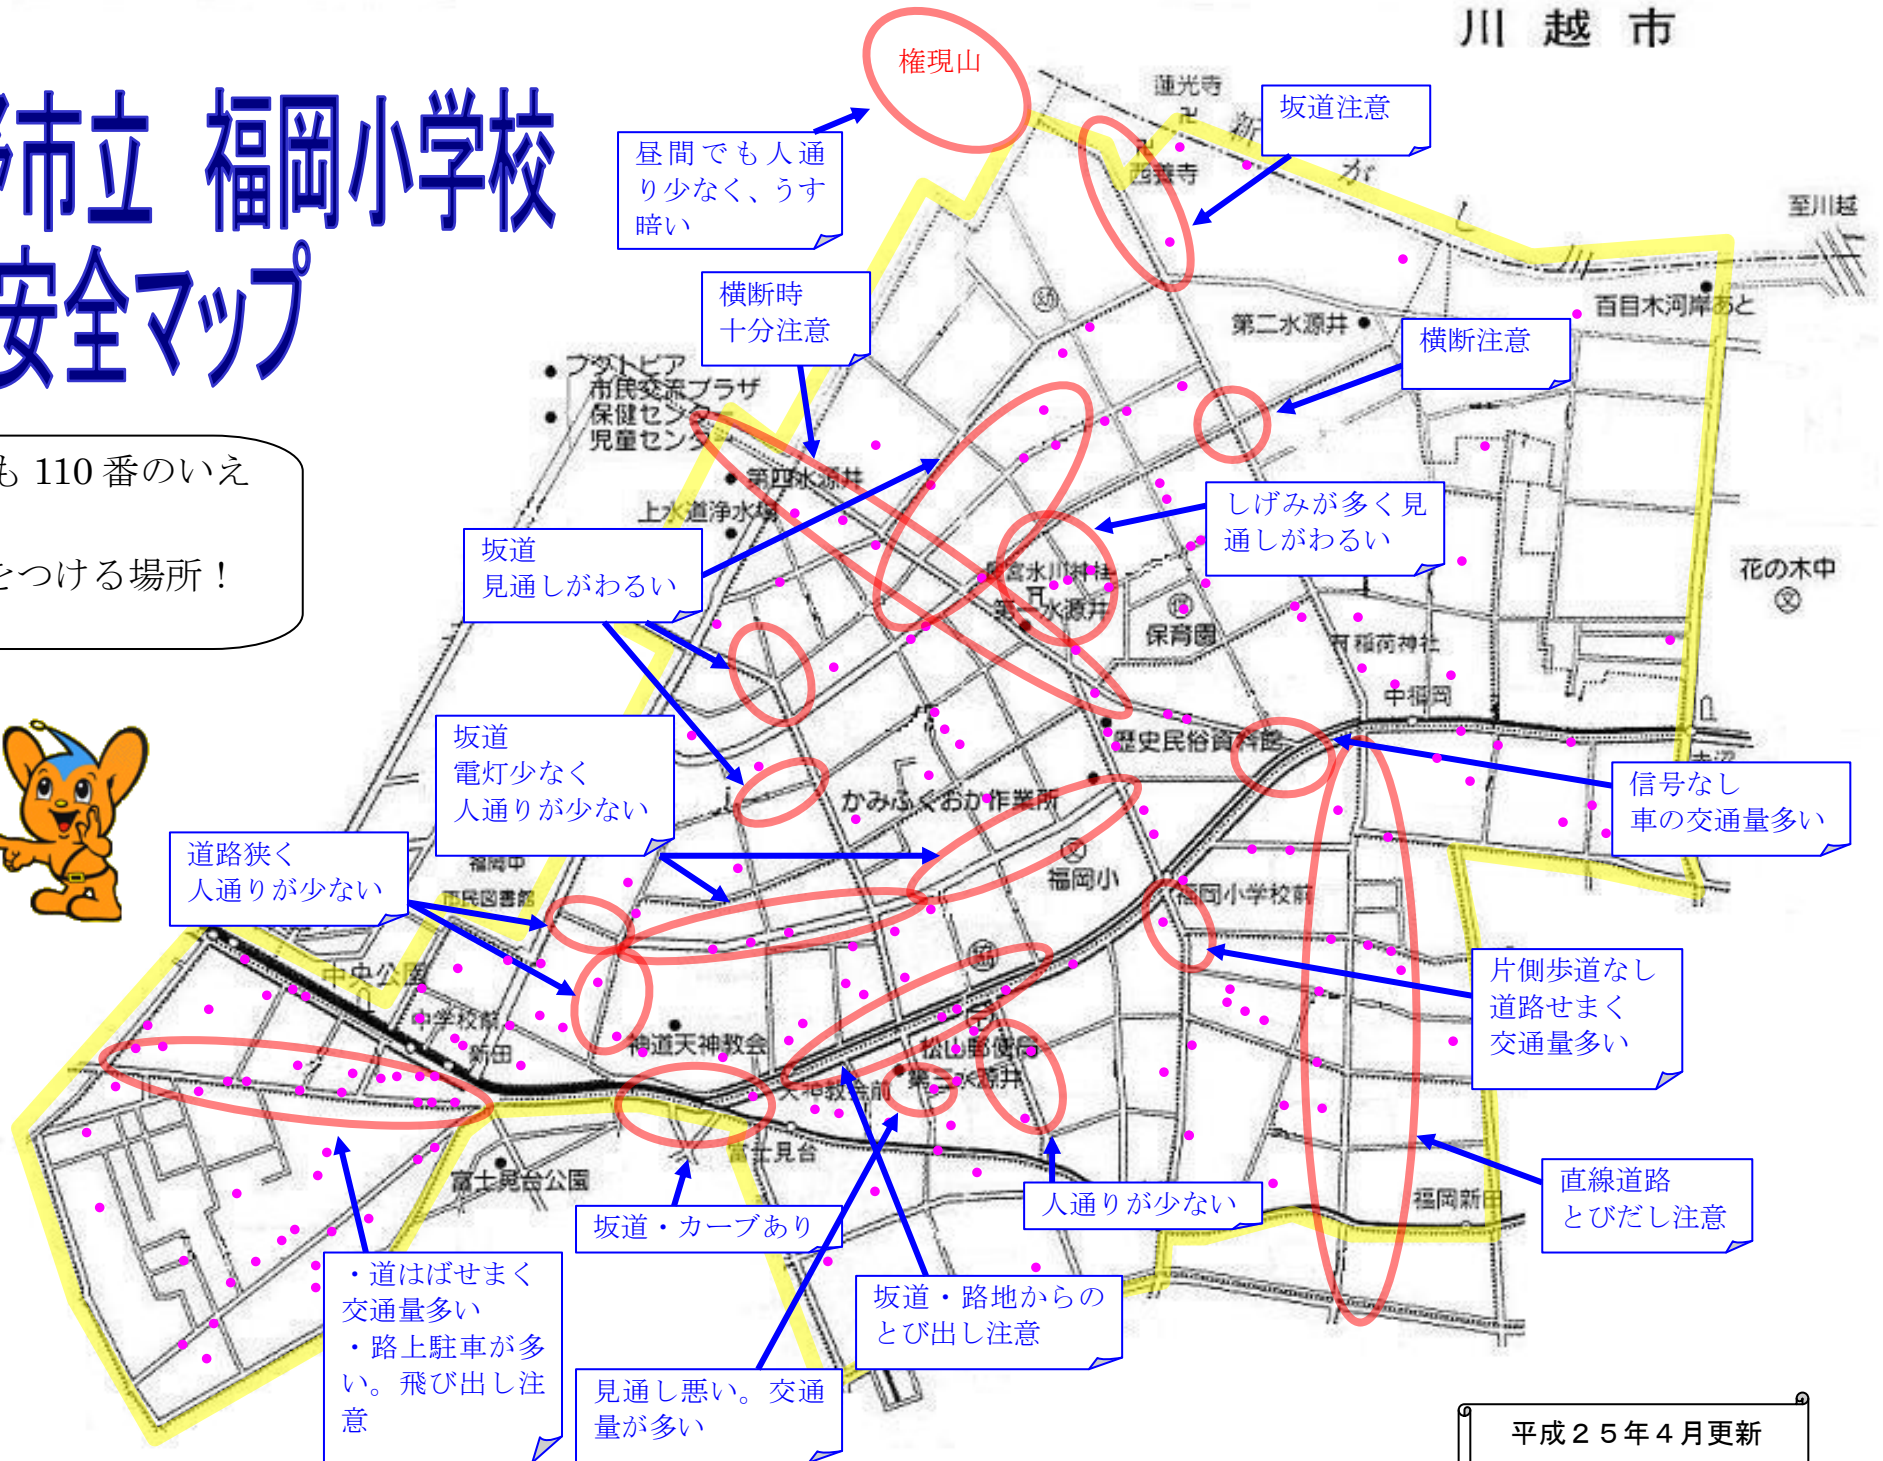 川越市
市立 福岡小学校
安全マップ
も 110 番のいえ
をつける場所！
権現山
昼間でも人通
り少なく、うす
暗い
坂道注意
横断時
十分注意
横断注意
しげみが多く見
通しがわるい
坂道
見通しがわるい
坂道
電灯少なく
人通りが少ない
道路狭く
人通りが少ない
信号なし
車の交通量多い
片側歩道なし
道路せまく
交通量多い
直線道路
とびだし注意
人通りが少ない
坂道・カーブあり
坂道・路地からの
とび出し注意
見通し悪い。交通
量が多い
・道はばせまく
交通量多い
・路上駐車が多
い。飛び出し注
意
蓮光寺
西養寺
新がし川
至川越
百目木河岸あと
第二水源井
幼
市民交流プラザ
保健センター
児童センター
第四水源井
上水道浄水場
第一水源井
保育園
稲荷神社
中福岡
花の木中
文
歴史民俗資料館
かみふくおか作業所
文
福岡小
福岡小学校前
福岡中
市民図書館
中央公園
中学校前
新田
神道天神教会
天神教会前
松山郵便局
第三水源井
富士見台
富士見台公園
福岡新田
平成２５年４月更新